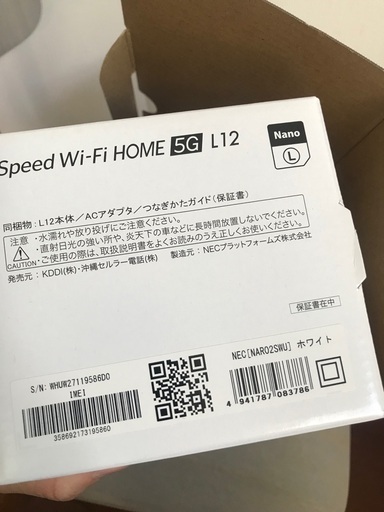 Speed Wi-Fi HOME 5G L12
Nano
L
同梱物：L12本体／ACアダプタ／つなぎかたガイド（保証書）
注意
CAUTION
・水濡れや放り投げにご注意ください。
・直射日光の強い所や、炎天下の車などに長時間放置しないでください。
・ご使用の際は、取扱説明書をよくお読みのうえ正しくお使いください。
発売元：KDDI(株)・沖縄セルラー電話(株)　製造元：NECプラットフォームズ株式会社
保証書在中
S/N: WHUW27119586D0
IMEI
358692173195860
NEC[NAR02SWU] ホワイト
4 941787 083786